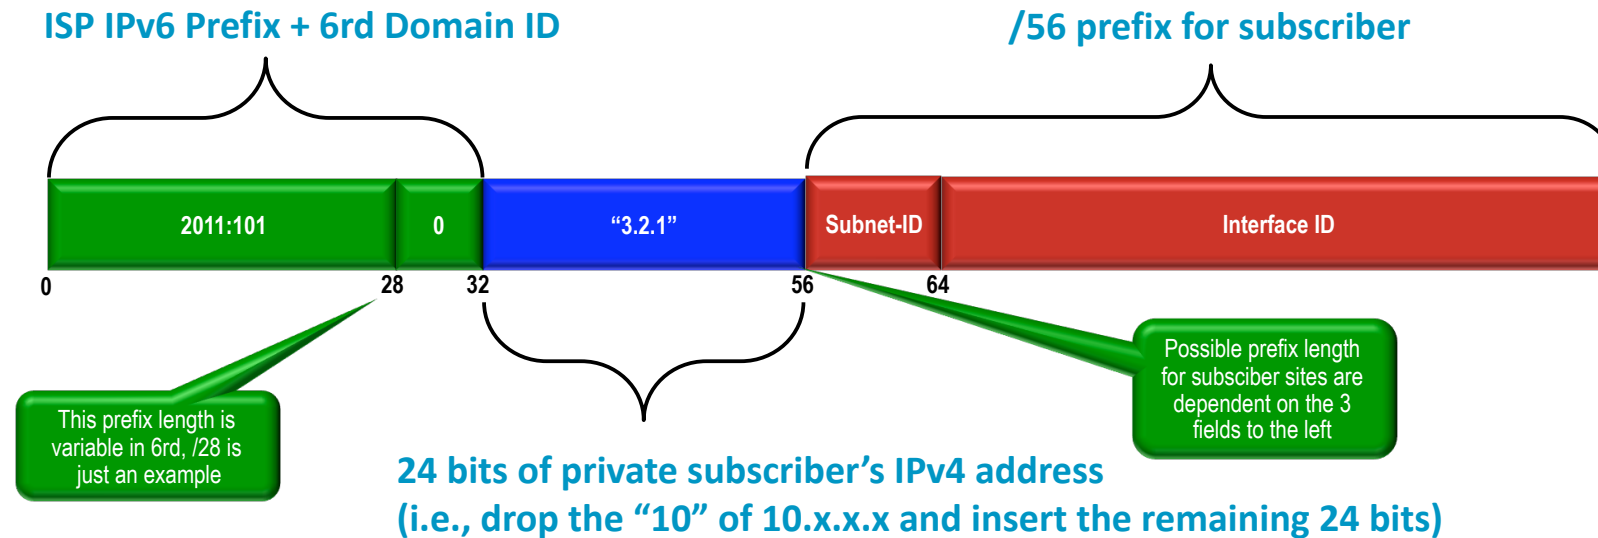 ISP IPv6 Prefix + 6rd Domain ID
/56 prefix for subscriber
2011:101
0
“3.2.1”
Subnet-ID
Interface ID
0
28
32
56
64
This prefix length is
variable in 6rd, /28 is
just an example
Possible prefix length
for subsciber sites are
dependent on the 3
fields to the left
24 bits of private subscriber’s IPv4 address
(i.e., drop the “10” of 10.x.x.x and insert the remaining 24 bits)